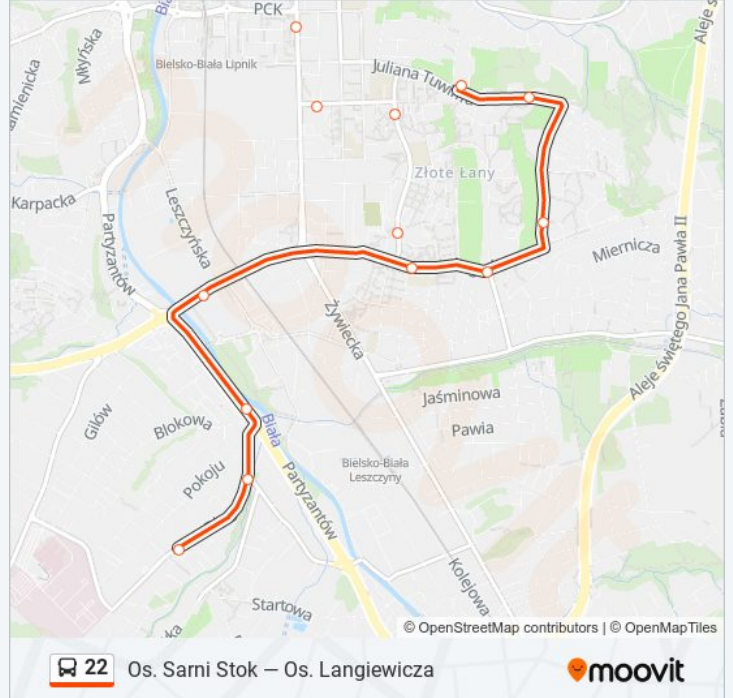 PCK
Aleje ś
Młyńska
Bielsko-Biała Lipnik
Juliana Tuwima
Złote Łany
Karpacka
Leszczyńska
Partyzantów
Miernicza
Aleje świętego Jana Pawła II
Żywiecka
Jaśminowa
Gilów
Blokowa
Biała
Pawia
Bielsko-Biała
Leszczyny
Pokoju
Partyzantów
Kolejowa
Startowa
© OpenStreetMap contributors | © OpenMapTiles
22 Os. Sarni Stok — Os. Langiewicza
moovit